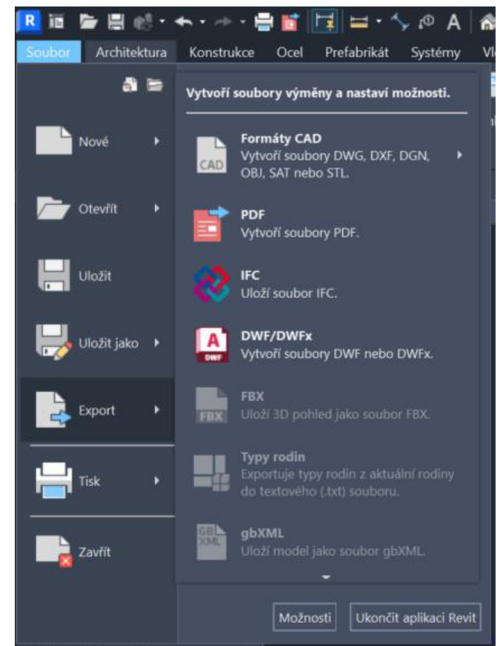 R
A
Soubor Architektura Konstrukce Ocel Prefabrikát Systémy
Vytvoří soubory výměny a nastaví možnosti.
Nové
Otevřít
Uložit
Uložit jako
Export
Tisk
Zavřít
CAD
Formáty CAD
Vytvoří soubory DWG, DXF, DGN,
OBJ, SAT nebo STL.
PDF
Vytvoří soubory PDF.
IFC
Uloží soubor IFC.
A
DWF
DWF/DWFx
Vytvoří soubory DWF nebo DWFx.
FBX
FBX
Uloží 3D pohled jako soubor FBX.
Typy rodin
Exportuje typy rodin z aktuální rodiny
do textového (.txt) souboru.
GB
XML
gbXML
Uloží model jako soubor gbXML.
Možnosti
Ukončit aplikaci Revit